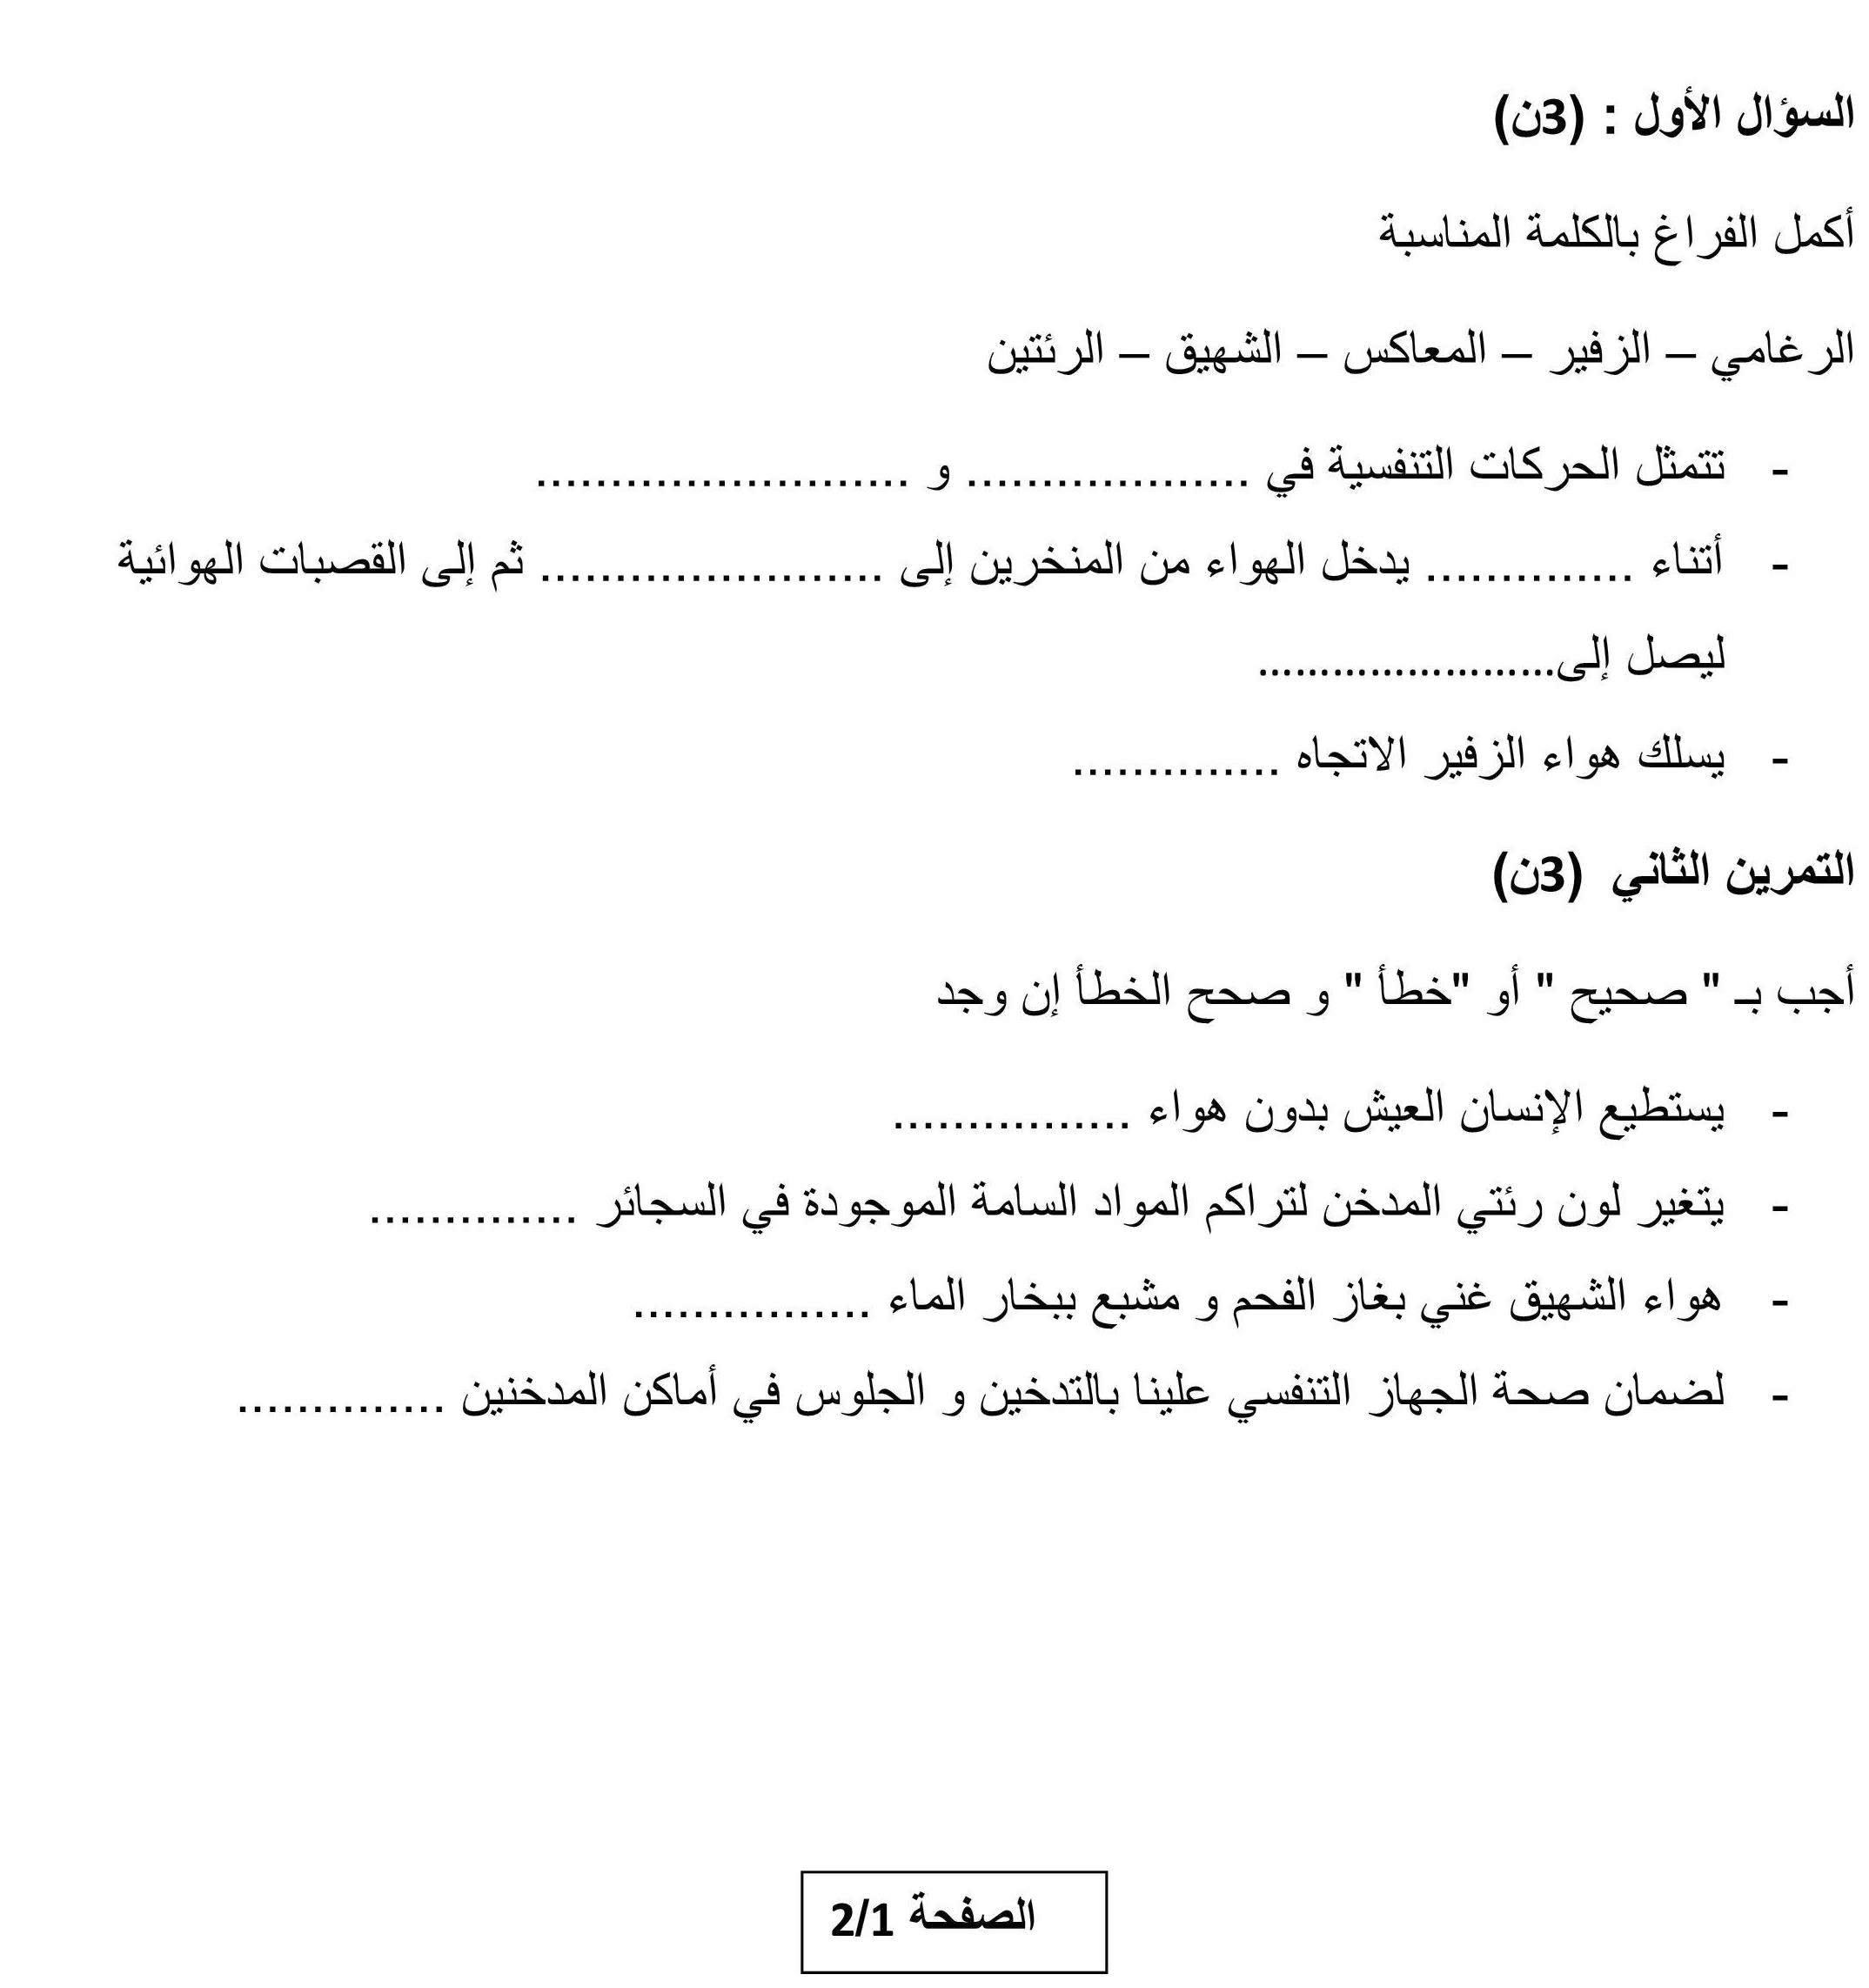 السؤال الأول : (3ن)
أكمل الفراغ بالكلمة المناسبة
الرغامي – الزفير – المعاكس – الشهيق – الرئتين
- تتمثل الحركات التنفسية في ................... و .........................
- أتناء .............. يدخل الهواء من المنخرين إلى ....................... ثم إلى القصبات الهوائية
ليصل إلى........................
- يسلك هواء الزفير الاتجاه ..............
التمرين الثاني (3ن)
أجب بـ " صحيح " أو "خطأ " و صحح الخطأ إن وجد
- يستطيع الإنسان العيش بدون هواء ................
- يتغير لون رئتي المدخن لتراكم المواد السامة الموجودة في السجائر ..............
- هواء الشهيق غني بغاز الفحم و مشبع ببخار الماء ................
- لضمان صحة الجهاز التنفسي علينا بالتدخين و الجلوس في أماكن المدخنين ..............
الصفحة 2/1